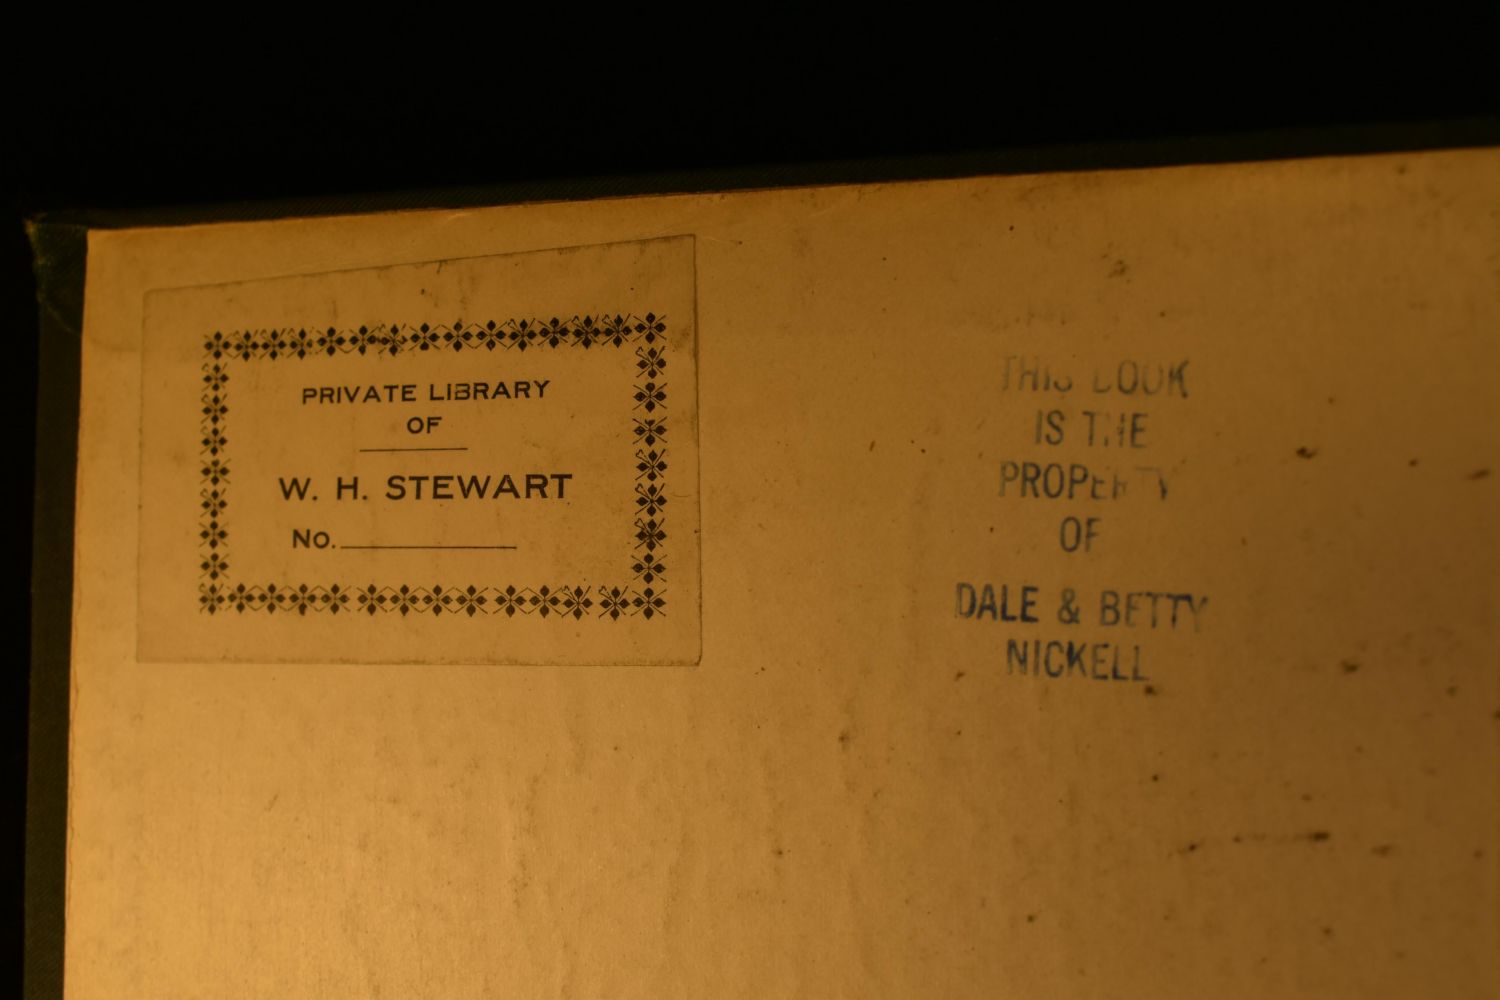 PRIVATE LIBRARY
OF
W. H. STEWART
No.
THIS BOOK
IS THE
PROPERTY
OF
DALE & BETTY
NICKELL